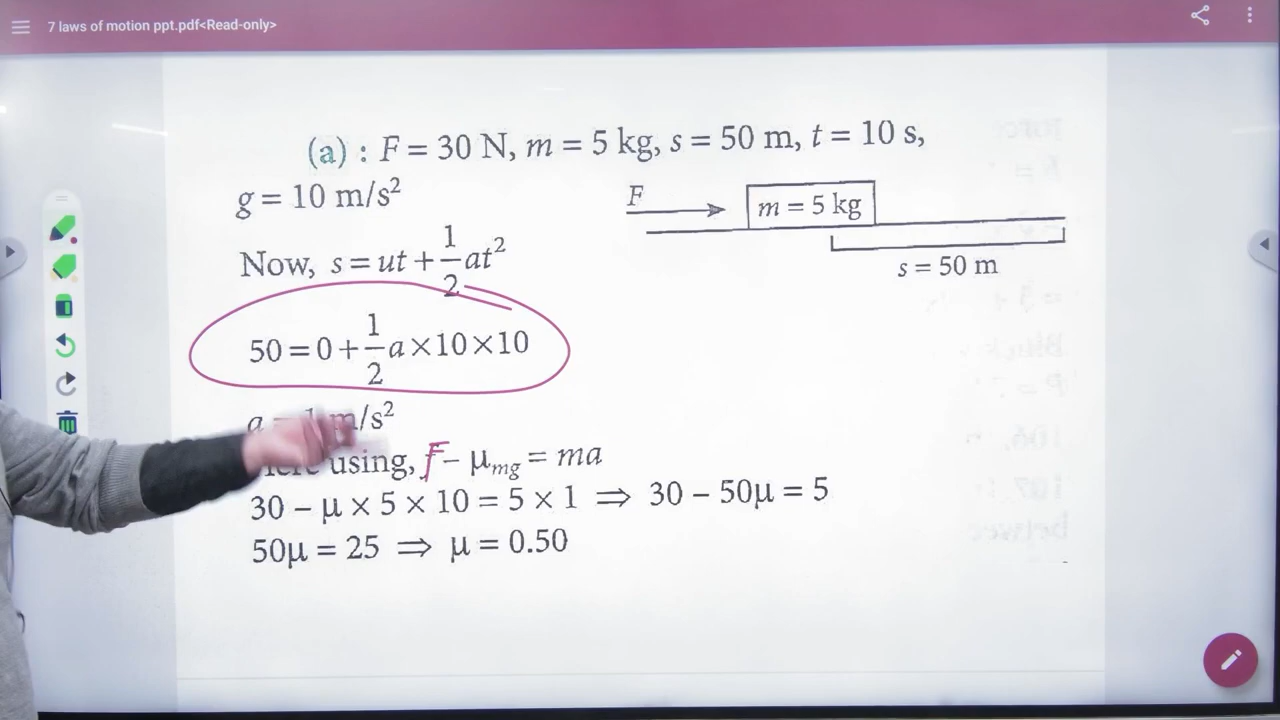 7 laws of motion ppt.pdf<Read-only>
(a) : F = 30 N, m = 5 kg, s = 50 m, t = 10 s,
g = 10 m/s²
F
m = 5 kg
s = 50 m
Now, s = ut + 1/2 at²
50 = 0 + 1/2 a × 10 × 10
a = 1 m/s²
using, F – μmg = ma
30 – μ × 5 × 10 = 5 × 1 ⇒ 30 – 50μ = 5
50μ = 25 ⇒ μ = 0.50